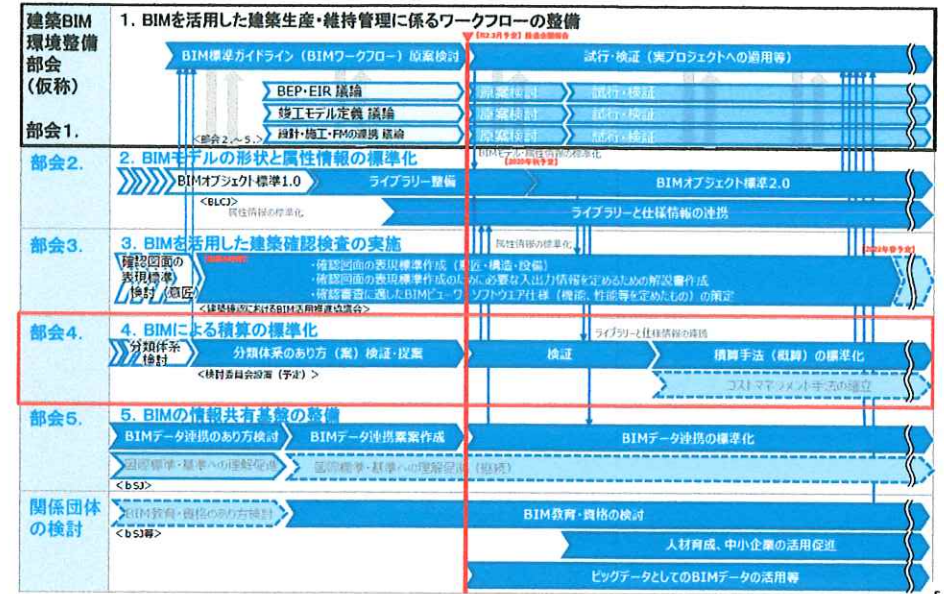 建築BIM
環境整備
部会
(仮称)
部会1.
1. BIMを活用した建築生産・維持管理に係るワークフローの整備
BIM標準ガイドライン（BIMワークフロー）原案検討
試行・検証（実プロジェクトへの適用等）
BEP・EIR 議論
原案検討
試行・検証
竣工モデル定義 議論
原案検討
試行・検証
<部会2.～5.>
設計・施工・FMの連携 議論
原案検討
試行・検証
部会2.
2. BIMモデルの形状と属性情報の標準化
BIMモデル・属性情報の標準化
BIMオブジェクト標準1.0
ライブラリー整備
BIMオブジェクト標準2.0
<BLCJ>
属性情報の標準化
ライブラリーと仕様情報の連携
部会3.
3. BIMを活用した建築確認検査の実施
属性情報の標準化
確認図面の
表現標準
検討（意匠）
・確認図面の表現標準作成（意匠・構造・設備）
・確認図面の表現標準作成のために必要な入出力情報を定めるための解説書作成
・確認審査に適したBIMビューワーソフトウエア仕様（機能、性能等を定めたもの）の策定
<建築確認におけるBIM活用推進協議会>
部会4.
4. BIMによる積算の標準化
ライブラリーと仕様情報の連携
分類体系
検討
分類体系のあり方（案）検証・提案
検証
積算手法（概算）の標準化
<検討委員会設置（予定）>
コストマネジメント手法の確立
部会5.
5. BIMの情報共有基盤の整備
BIMデータ連携のあり方検討
BIMデータ連携素案作成
BIMデータ連携の標準化
国際標準・基準への理解促進
国際標準・基準への理解促進（継続）
<bSJ>
関係団体
の検討
BIM教育・資格のあり方検討
BIM教育・資格の検討
<bSJ等>
人材育成、中小企業の活用促進
ビッグデータとしてのBIMデータの活用等